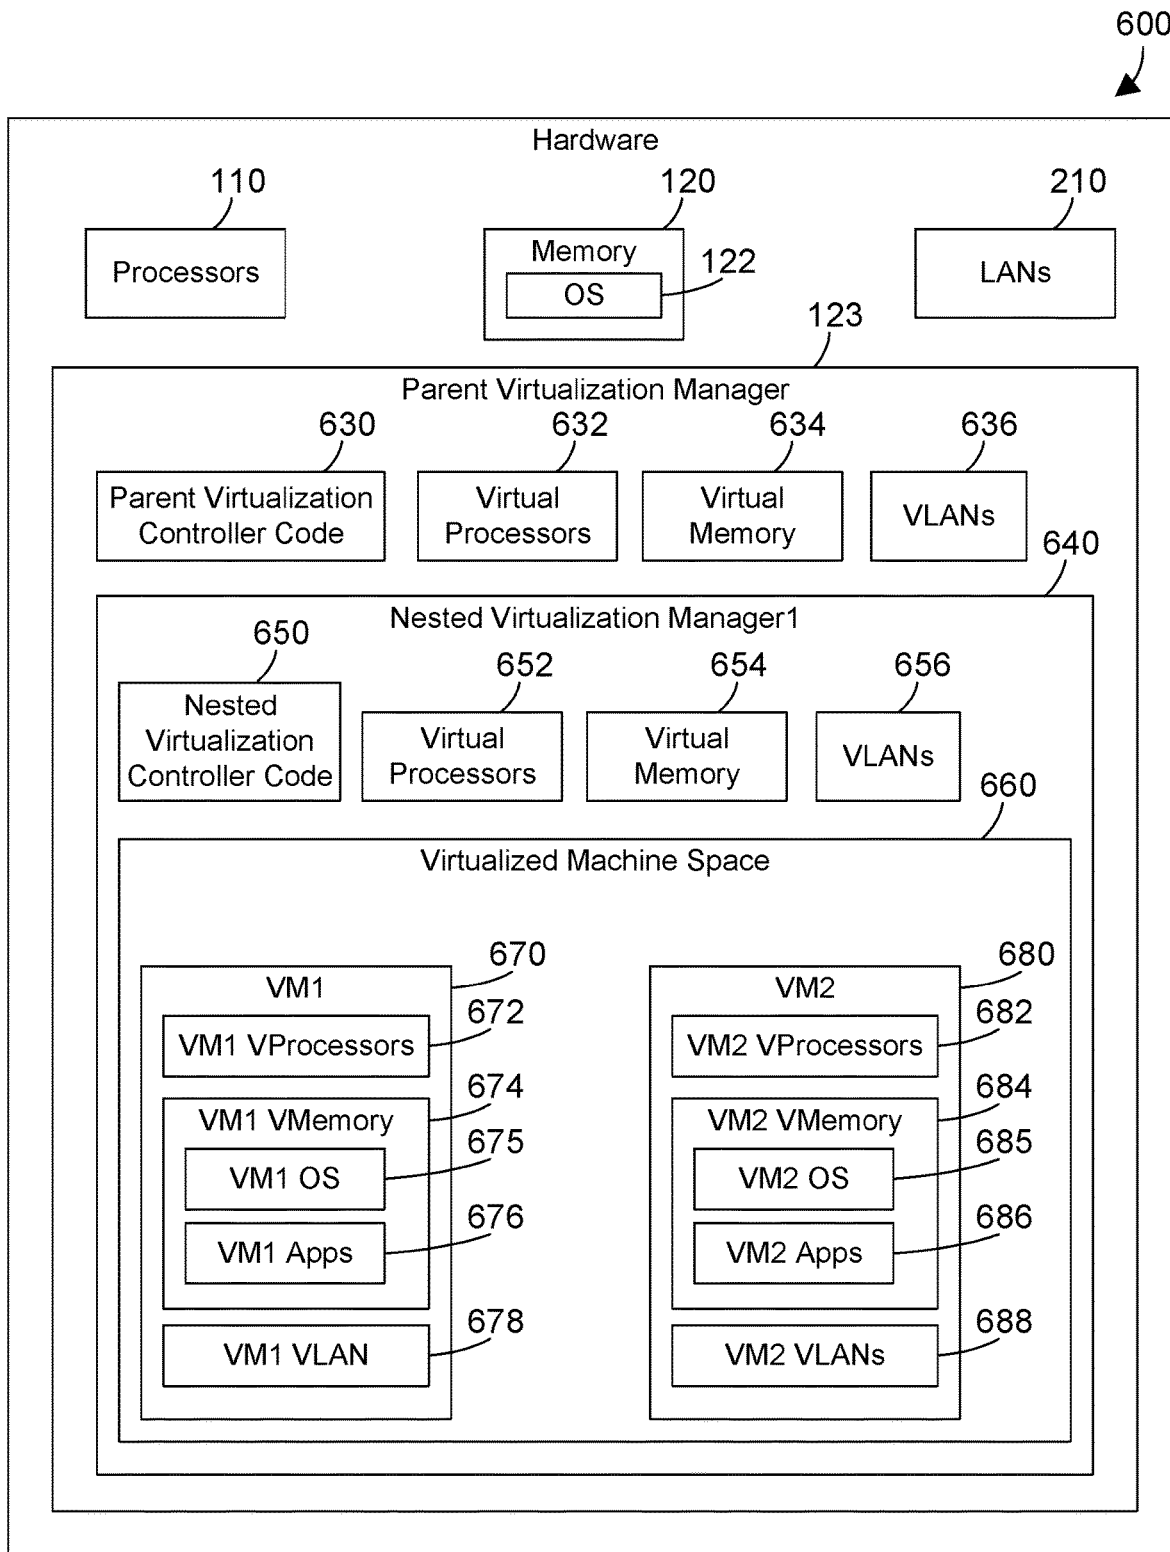 600
Hardware
110
120
210
Processors
Memory
122
LANs
OS
123
Parent Virtualization Manager
630
632
634
636
Parent Virtualization
Controller Code
Virtual
Processors
Virtual
Memory
VLANs
640
Nested Virtualization Manager1
650
652
654
656
Nested
Virtualization
Controller Code
Virtual
Processors
Virtual
Memory
VLANs
660
Virtualized Machine Space
670
VM1
672
VM1 VProcessors
674
VM1 VMemory
675
VM1 OS
676
VM1 Apps
678
VM1 VLAN
680
VM2
682
VM2 VProcessors
684
VM2 VMemory
685
VM2 OS
686
VM2 Apps
688
VM2 VLANs